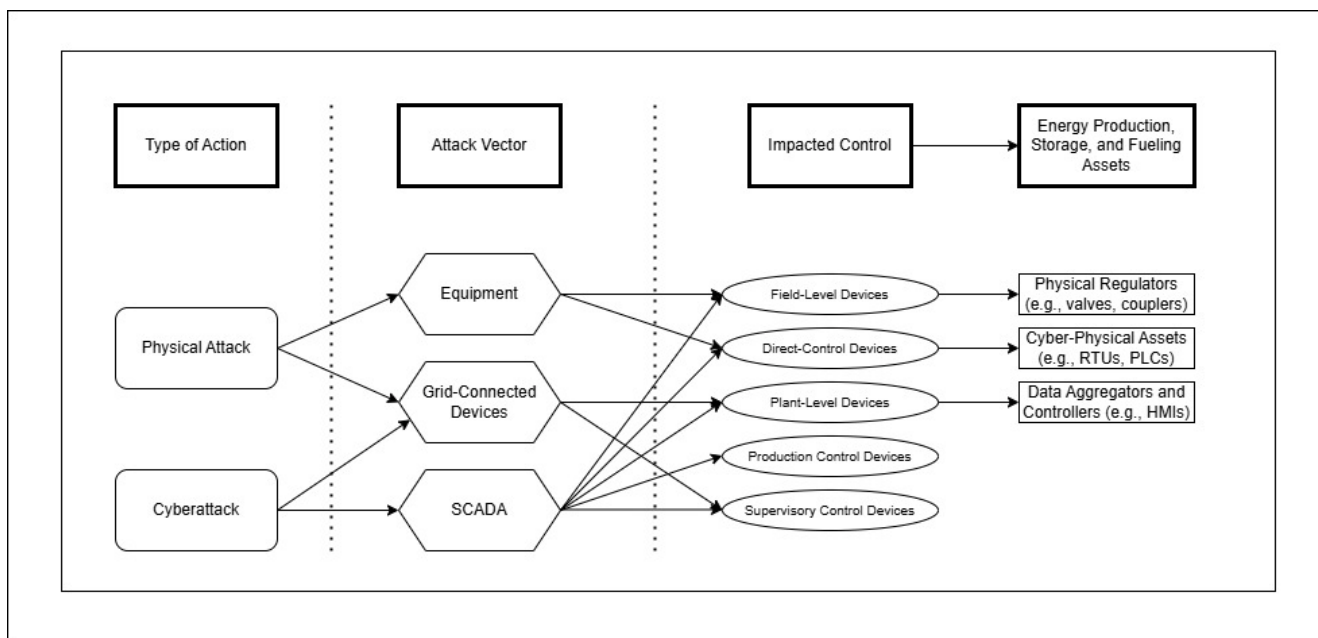 Type of Action
Attack Vector
Impacted Control
Energy Production,
Storage, and Fueling
Assets
Physical Attack
Cyberattack
Equipment
Grid-Connected
Devices
SCADA
Field-Level Devices
Direct-Control Devices
Plant-Level Devices
Production Control Devices
Supervisory Control Devices
Physical Regulators
(e.g., valves, couplers)
Cyber-Physical Assets
(e.g., RTUs, PLCs)
Data Aggregators and
Controllers (e.g., HMIs)